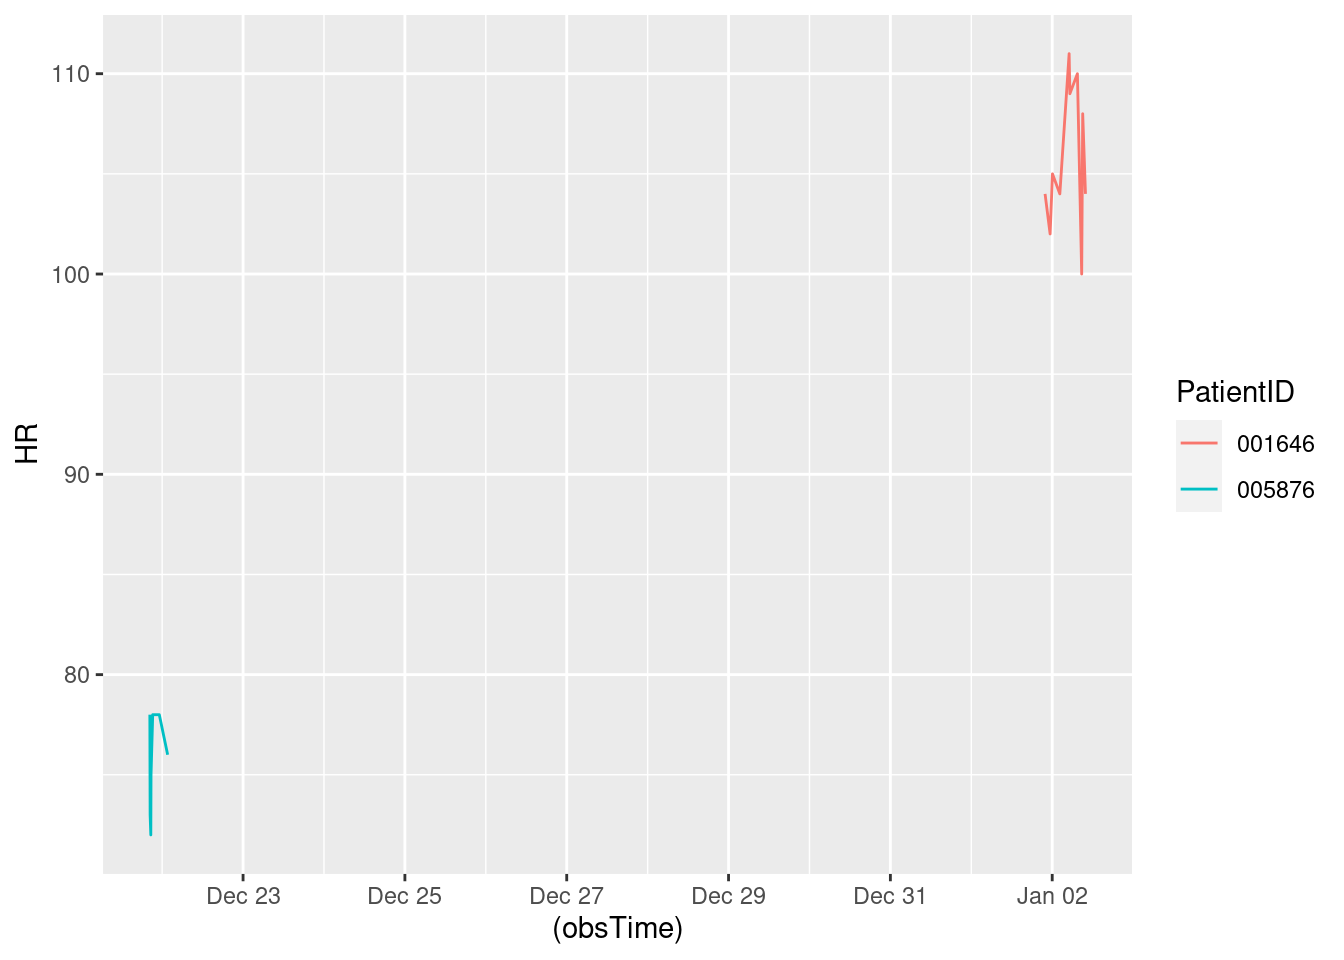 110
100
90
80
HR
Dec 23 Dec 25 Dec 27 Dec 29 Dec 31 Jan 02
(obsTime)
PatientID
001646
005876